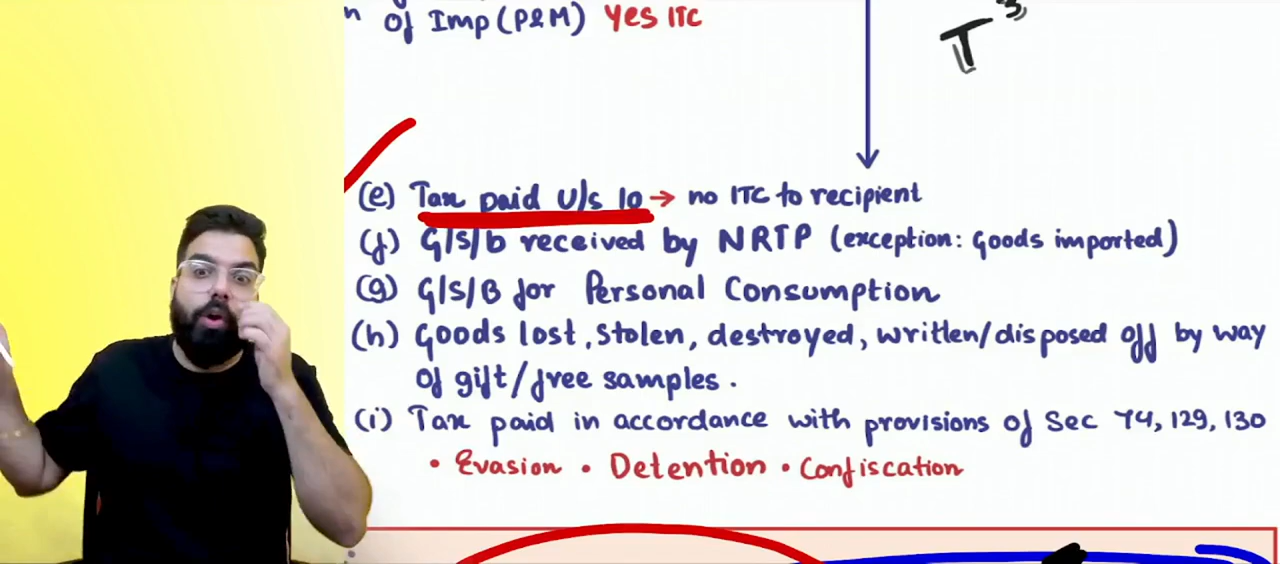 of Imp (P&M) Yes ITC
T
(e) Tax paid u/s 10 → no ITC to recipient
(f) G/S/b received by NRTP (exception: Goods imported)
(g) G/S/B for Personal Consumption
(h) Goods lost, Stolen, destroyed, written/disposed off by way
of gift/free samples.
(i) Tax paid in accordance with provisions of Sec 74, 129, 130
• Evasion • Detention • Confiscation